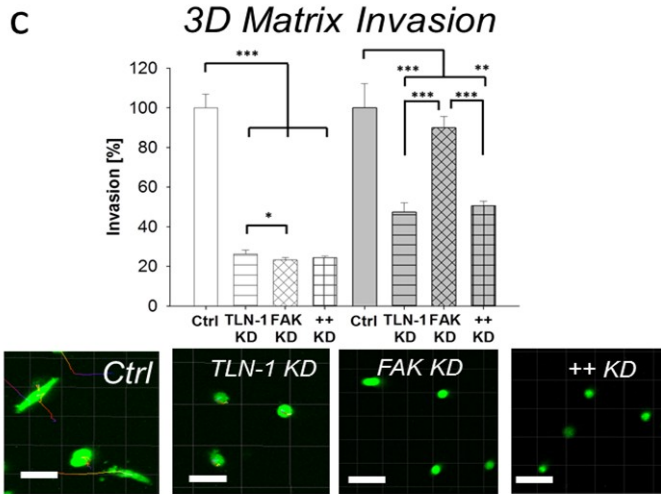 C
3D Matrix Invasion
***
***
**
***
***
*
120
100
80
60
40
20
0
Invasion [%]
Ctrl TLN-1 FAK ++ Ctrl TLN-1 FAK ++
KD KD KD KD KD KD
Ctrl
TLN-1 KD
FAK KD
++ KD